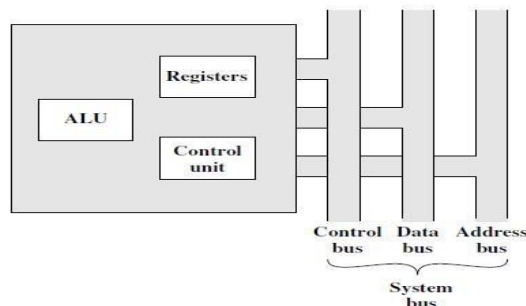 Registers
ALU
Control
unit
Control Data Address
bus bus bus
System
bus